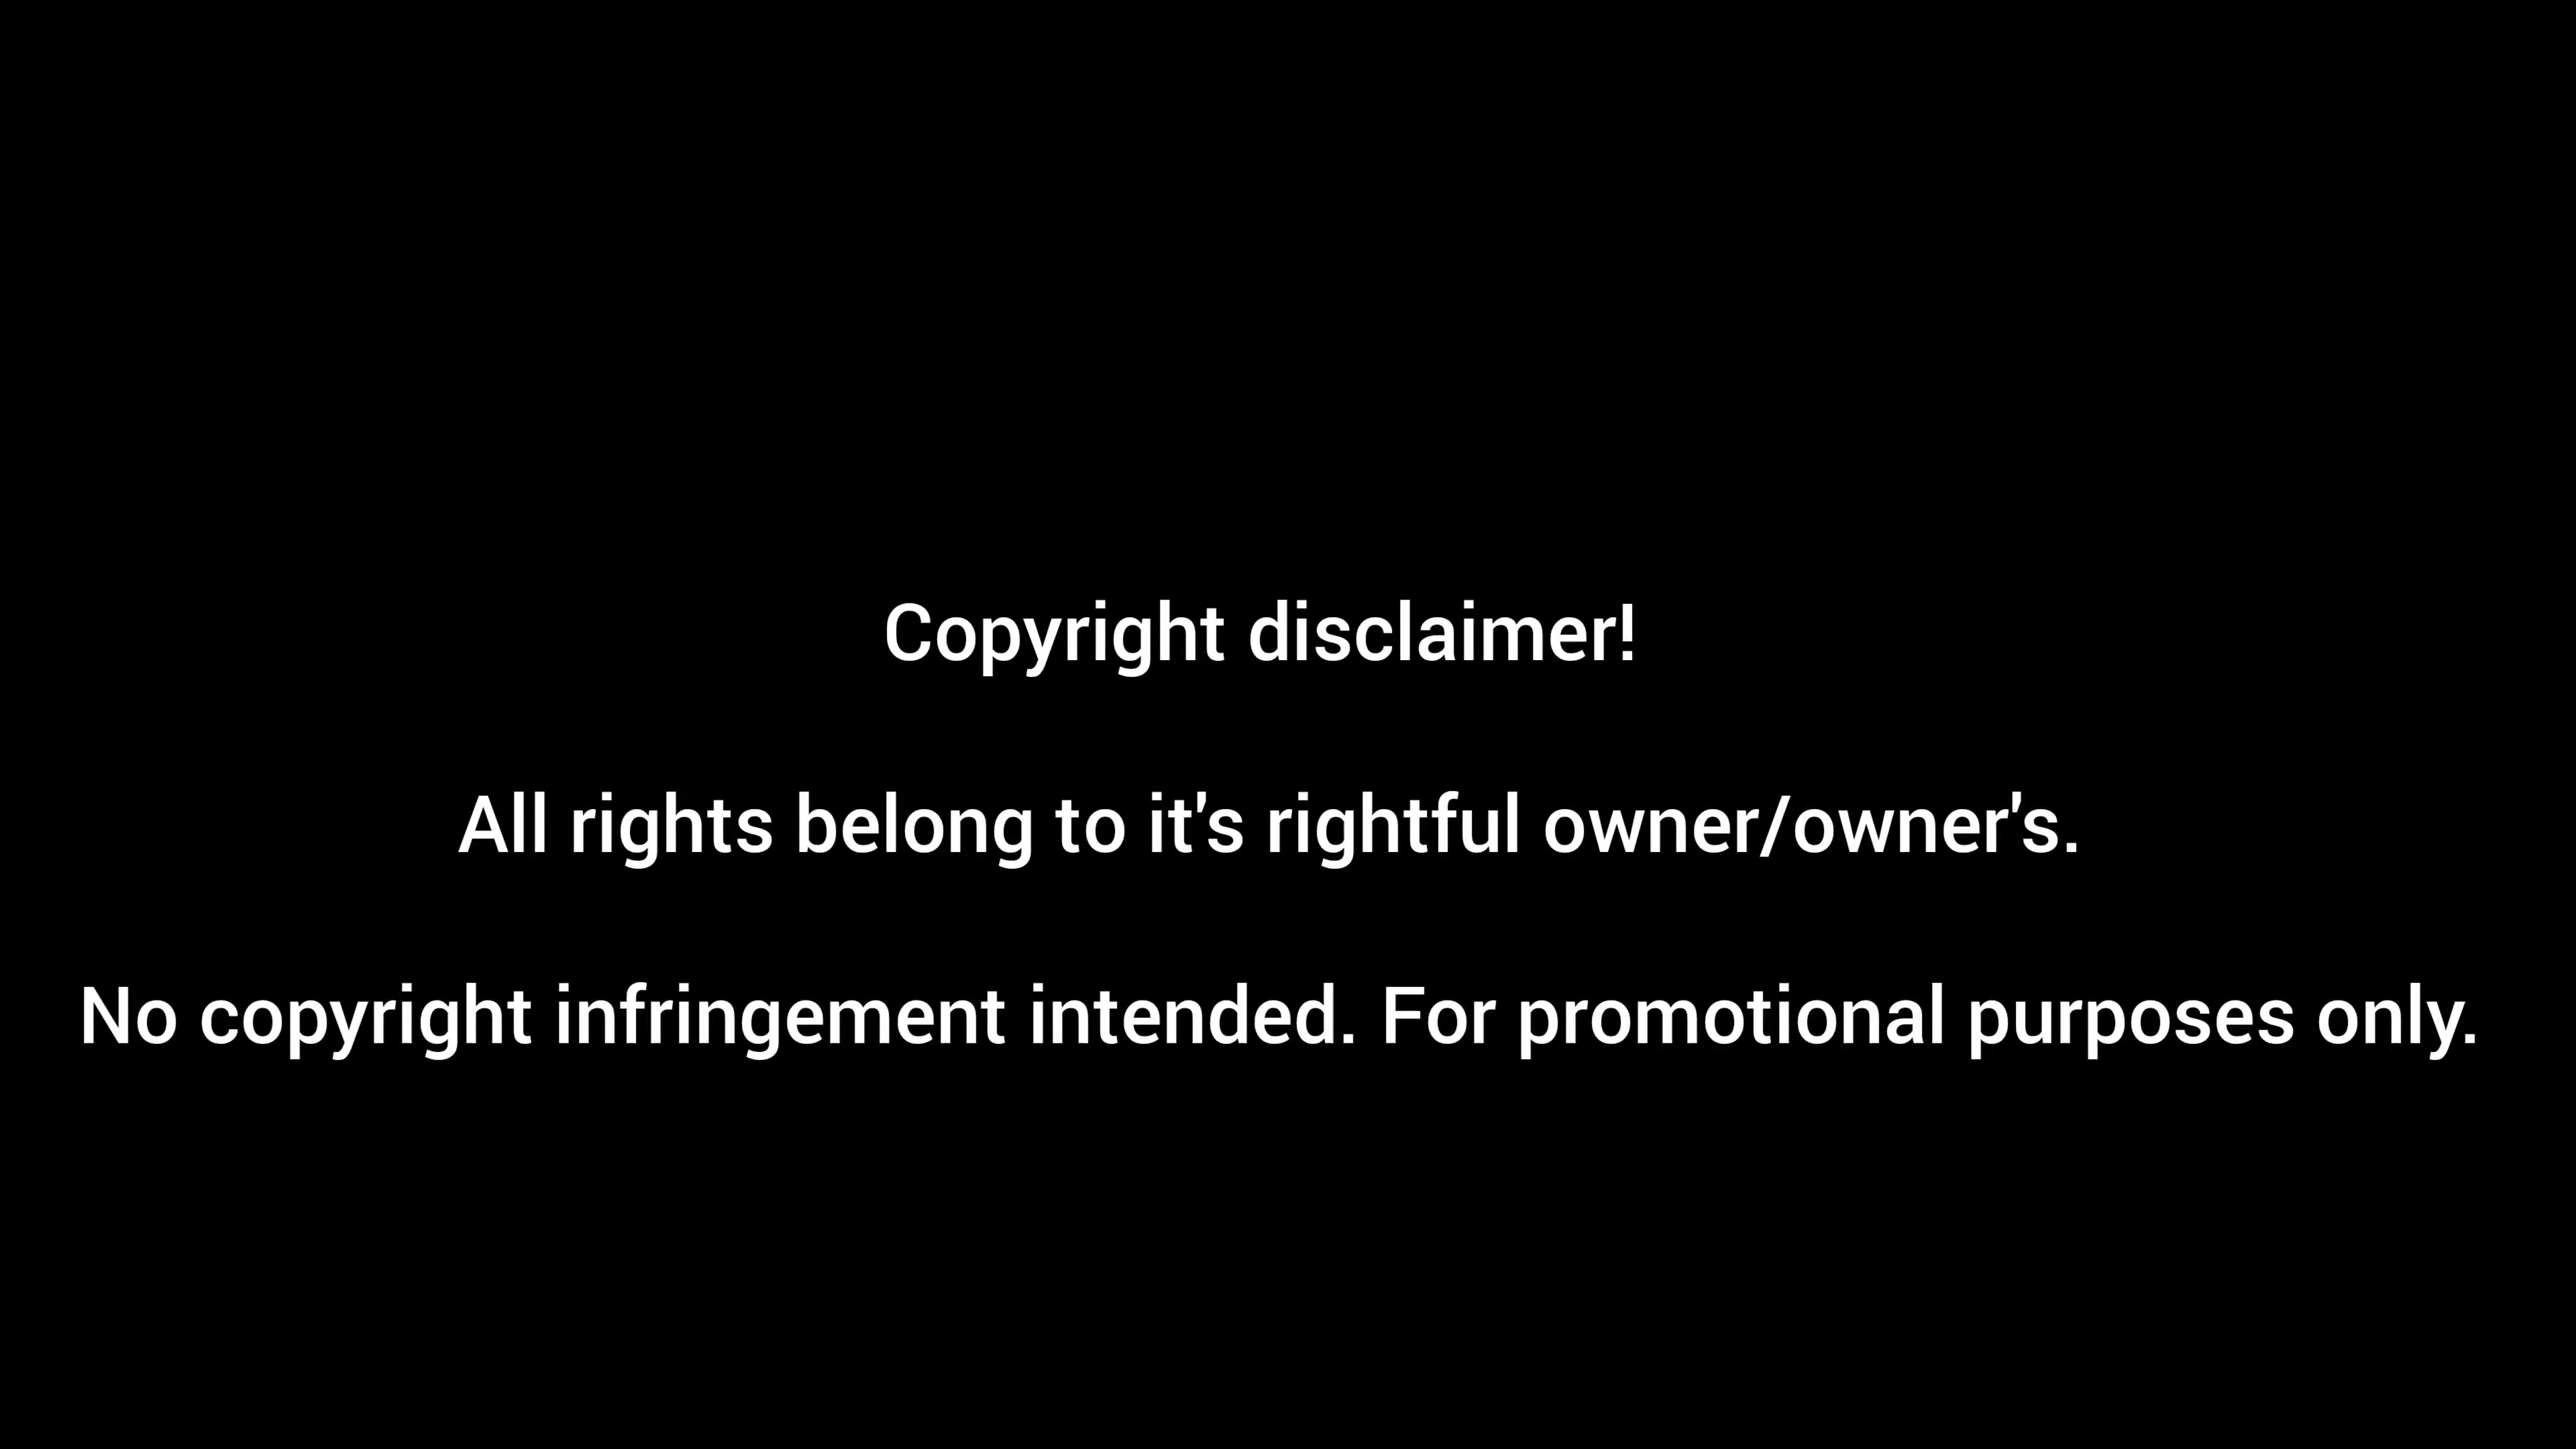 Copyright disclaimer!
All rights belong to it's rightful owner/owner's.
No copyright infringement intended. For promotional purposes only.